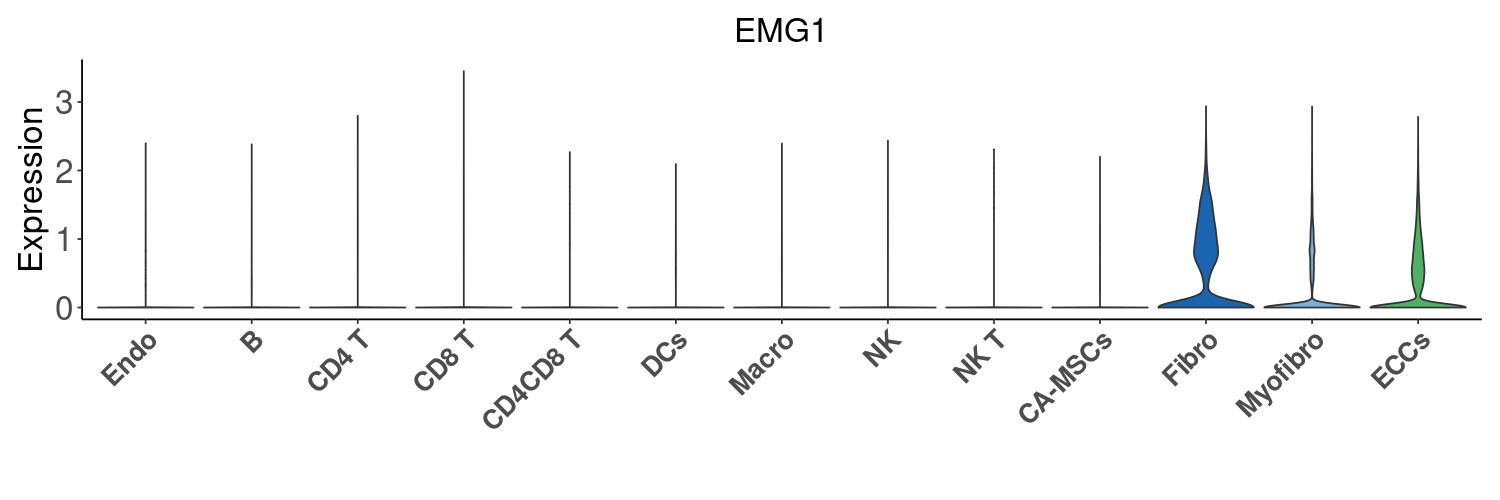 EMG1
Expression
3
2
1
0
Endo
B
CD4 T
CD8 T
CD4CD8 T
DCs
Macro
NK
NK T
CA-MSCs
Fibro
Myofibro
ECCs